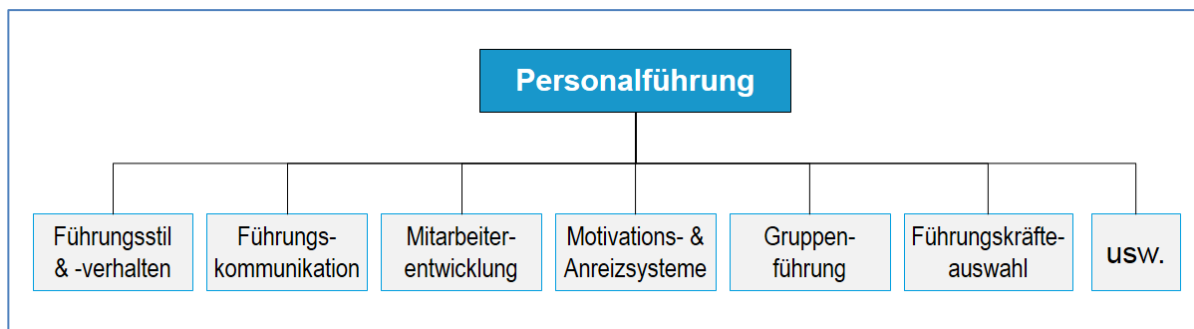 Personalführung
Führungsstil
& -verhalten
Führungs-
kommunikation
Mitarbeiter-
entwicklung
Motivations- &
Anreizsysteme
Gruppen-
führung
Führungskräfte-
auswahl
usw.